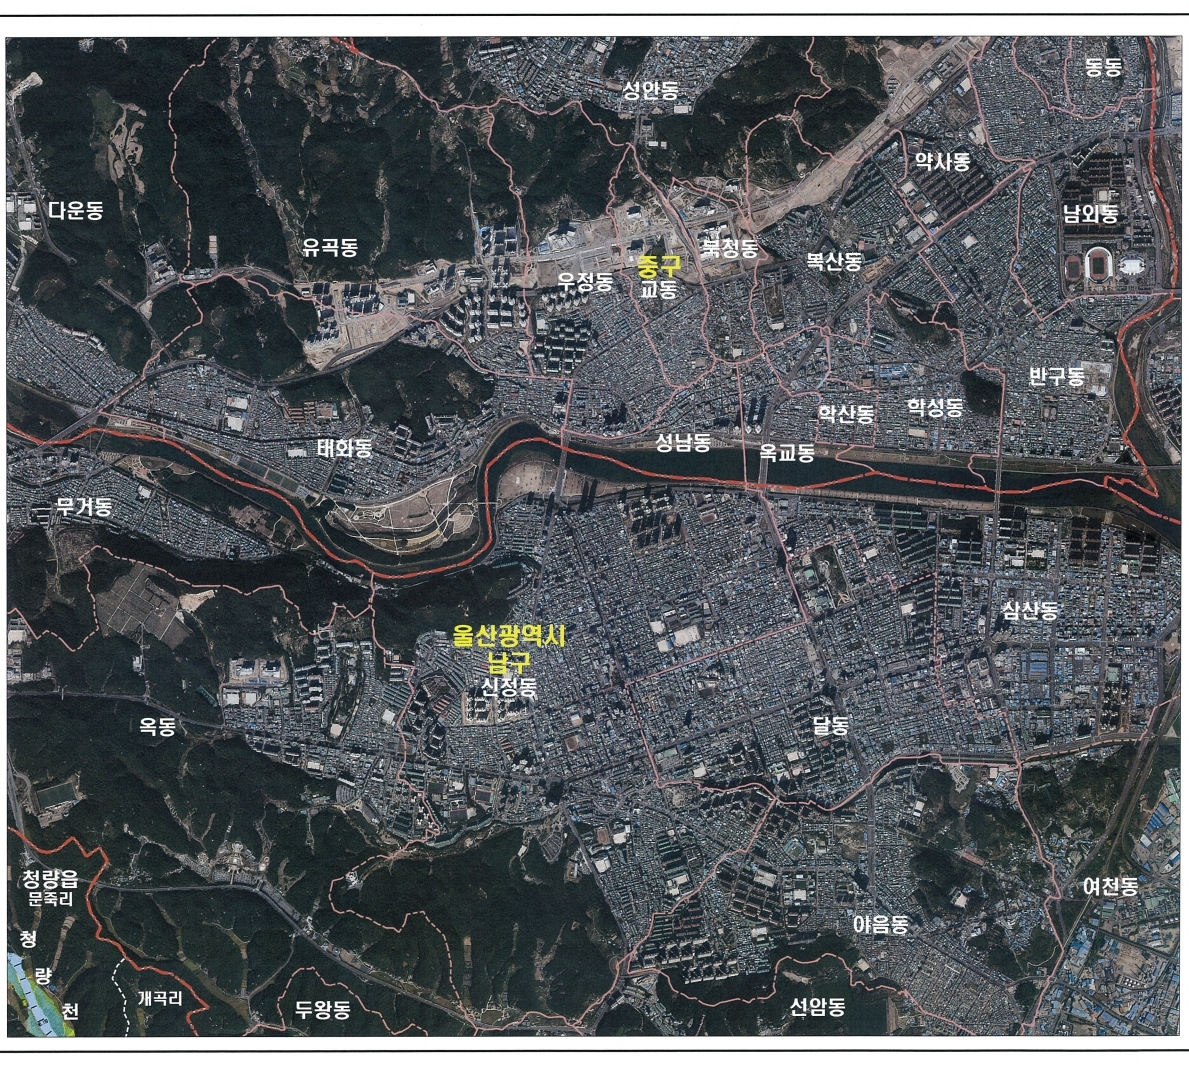 동동
성안동
약사동
다운동
남외동
유곡동
북정동
복산동
중구
우정동
교동
반구동
학성동
학산동
성남동
태화동
옥교동
무거동
삼산동
울산광역시
남구
신정동
옥동
달동
청량읍
문죽리
여천동
야음동
청
량
천
개곡리
두왕동
선암동